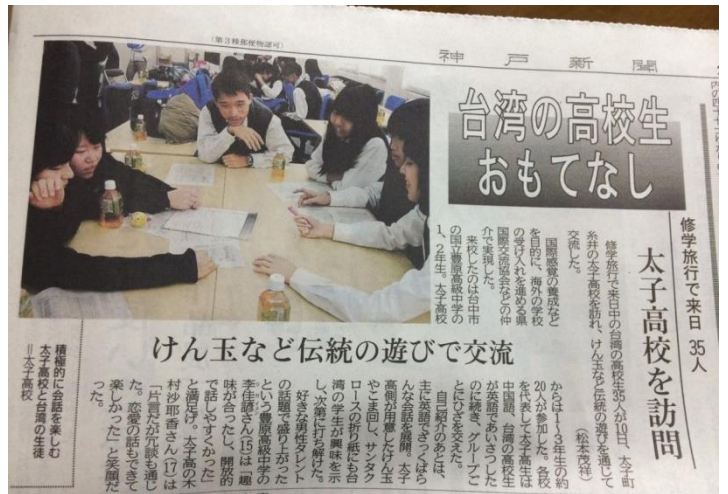 (第3種郵便物認可)
神戸新聞
台湾の高校生
おもてなし
修学旅行で来日 35人
太子高校を訪問
けん玉など伝統の遊びで交流
修学旅行で来日中の台
湾の高校生35人が10日、太子町
糸井の太子高校を訪れ、けん玉など伝統の遊びを通じて
交流した。
(松本茂祥)
国際感覚の養成など
を目的に、海外の学校
の受け入れを進める県
国際交流協会などの仲
介で実現した。
来校したのは台中市
の国立豊原高級中学の
1、2年生。太子高校
からは1～3年生の約
20人が参加した。各校
を代表して太子高生は
中国語、台湾の高校生
が英語であいさつした
のに続き、グループご
とにひざを交えた。
自己紹介のあとは、
主に英語でざっくばら
んな会話を展開。太子
高側が用意したけん玉
やこま回し、サンタク
ロースの折り紙にも台
湾の学生が興味を示
し、次第に打ち解けた。
好きな男性タレント
の話題で盛り上がった
という豊原高級中学の
李佳諺さん(15)は「趣
味が合ったし、開放的
で話しやすくかった」
と満足げ。太子高の木
村沙耶香さん(17)は
「片言だが冗談も通じ
た。恋愛の話もできて
楽しかった」と笑顔だ
った。
積極的に会話を楽しむ
太子高校と台湾の生徒
＝太子高校